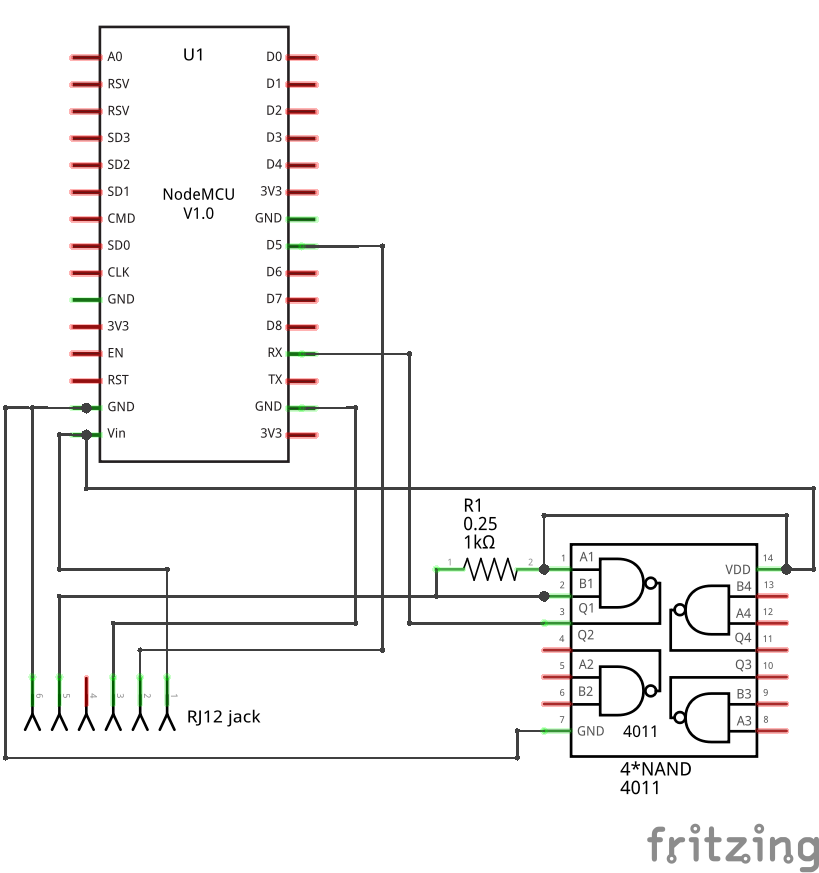 U1
NodeMCU
V1.0
A0
RSV
RSV
SD3
SD2
SD1
CMD
SD0
CLK
GND
3V3
EN
RST
GND
Vin
D0
D1
D2
D3
D4
3V3
GND
D5
D6
D7
D8
RX
TX
GND
3V3
R1
0.25
1kΩ
1
2
1
2
3
4
5
6
7
A1
B1
Q1
Q2
A2
B2
GND
4011
14
13
12
11
10
9
8
VDD
B4
A4
Q4
Q3
B3
A3
4*NAND
4011
6
5
4
3
2
1
RJ12 jack
fritzing